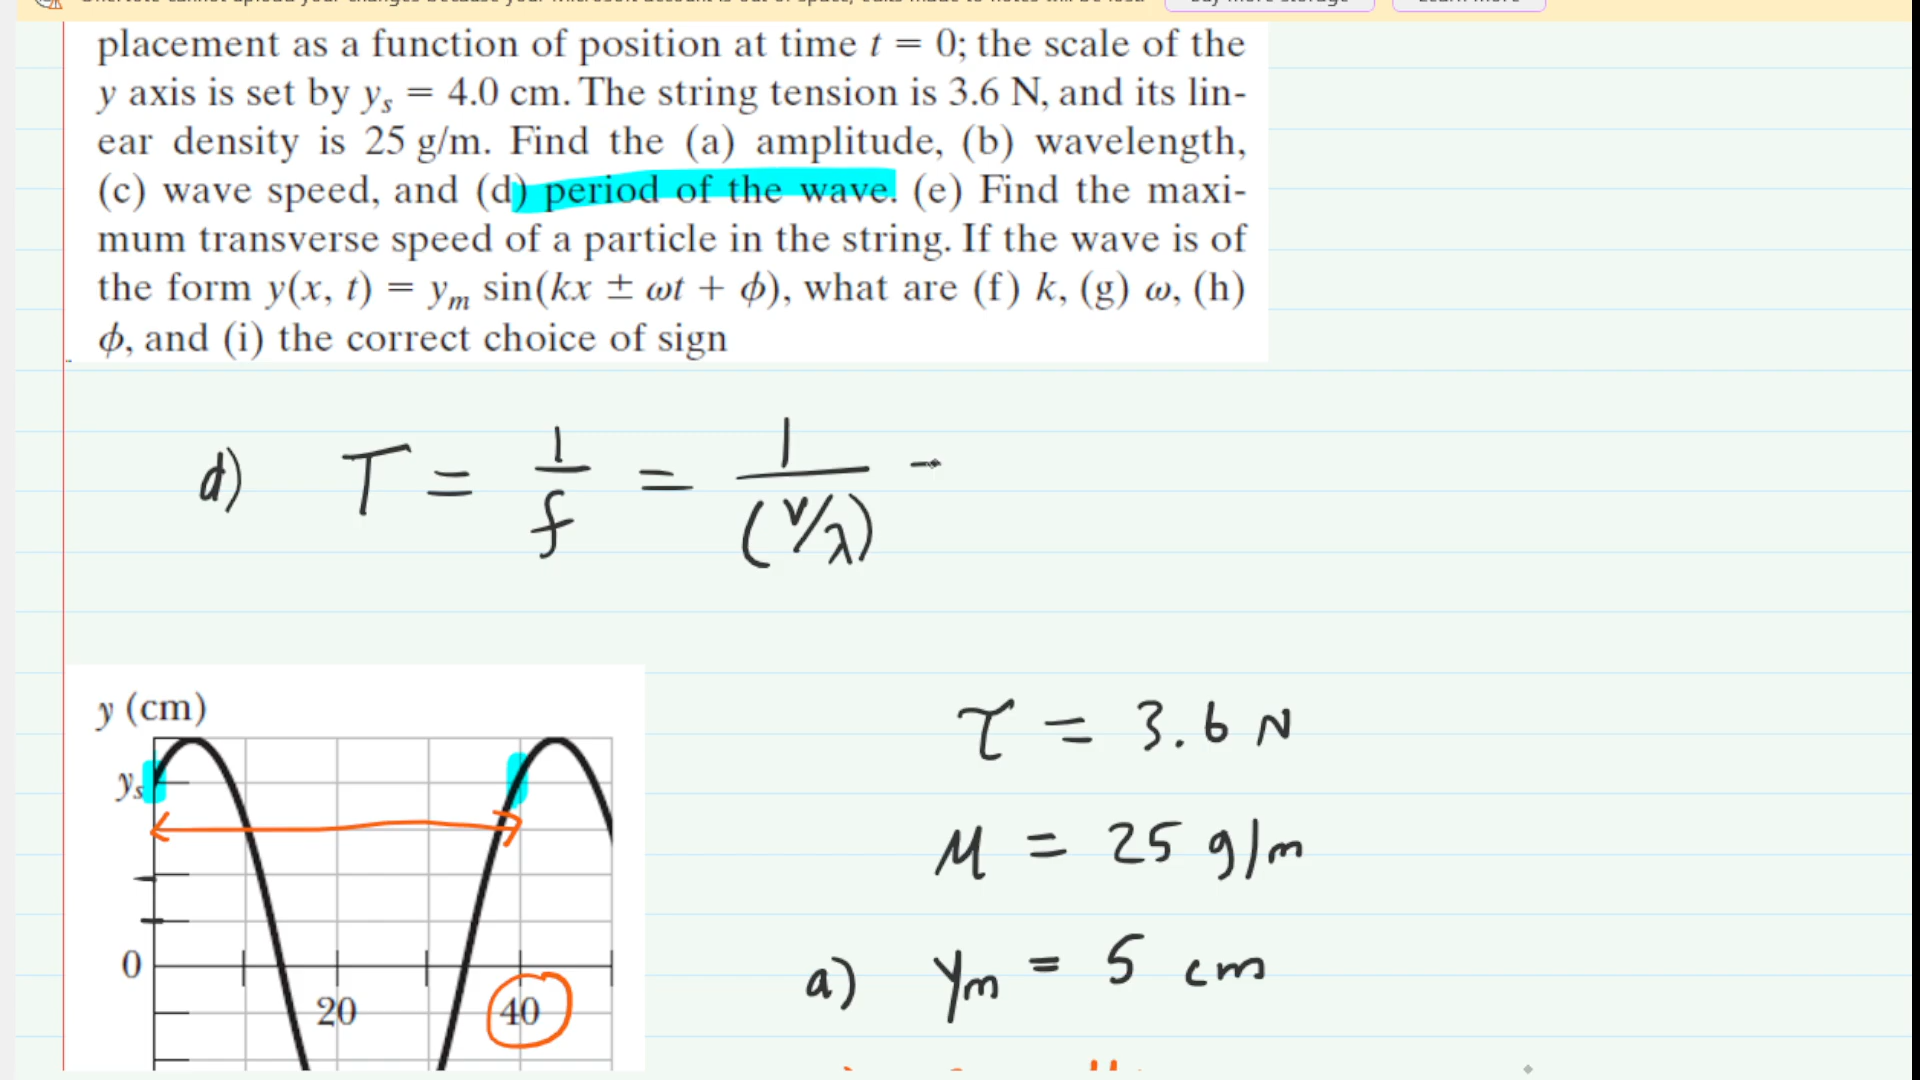 placement as a function of position at time t = 0; the scale of the
y axis is set by yₛ = 4.0 cm. The string tension is 3.6 N, and its lin-
ear density is 25 g/m. Find the (a) amplitude, (b) wavelength,
(c) wave speed, and (d) period of the wave. (e) Find the maxi-
mum transverse speed of a particle in the string. If the wave is of
the form y(x, t) = yₘ sin(kx ± ωt + ϕ), what are (f) k, (g) ω, (h)
ϕ, and (i) the correct choice of sign
d) T = 1/f = 1/(v/λ) -
y (cm)
yₛ
0
20
40
τ = 3.6 N
μ = 25 g/m
a) yₘ = 5 cm